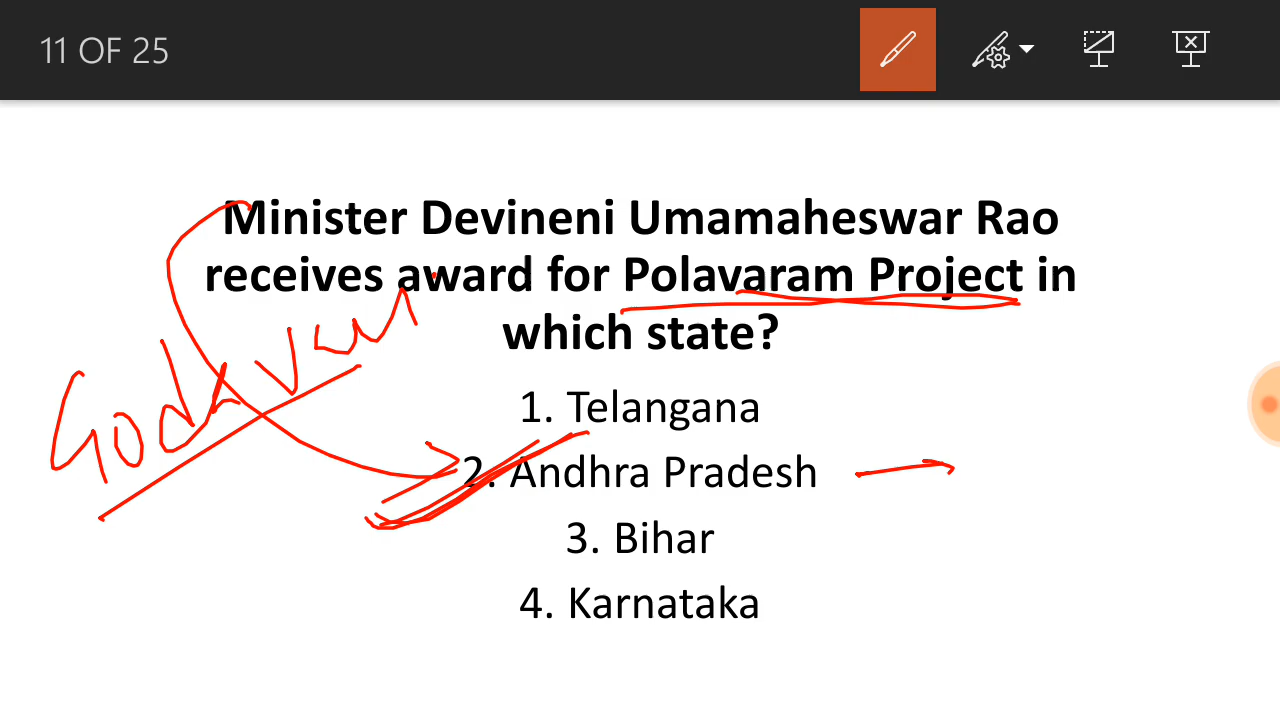 11 OF 25
Minister Devineni Umamaheswar Rao
receives award for Polavaram Project in
which state?
Godavari
1. Telangana
2. Andhra Pradesh
3. Bihar
4. Karnataka